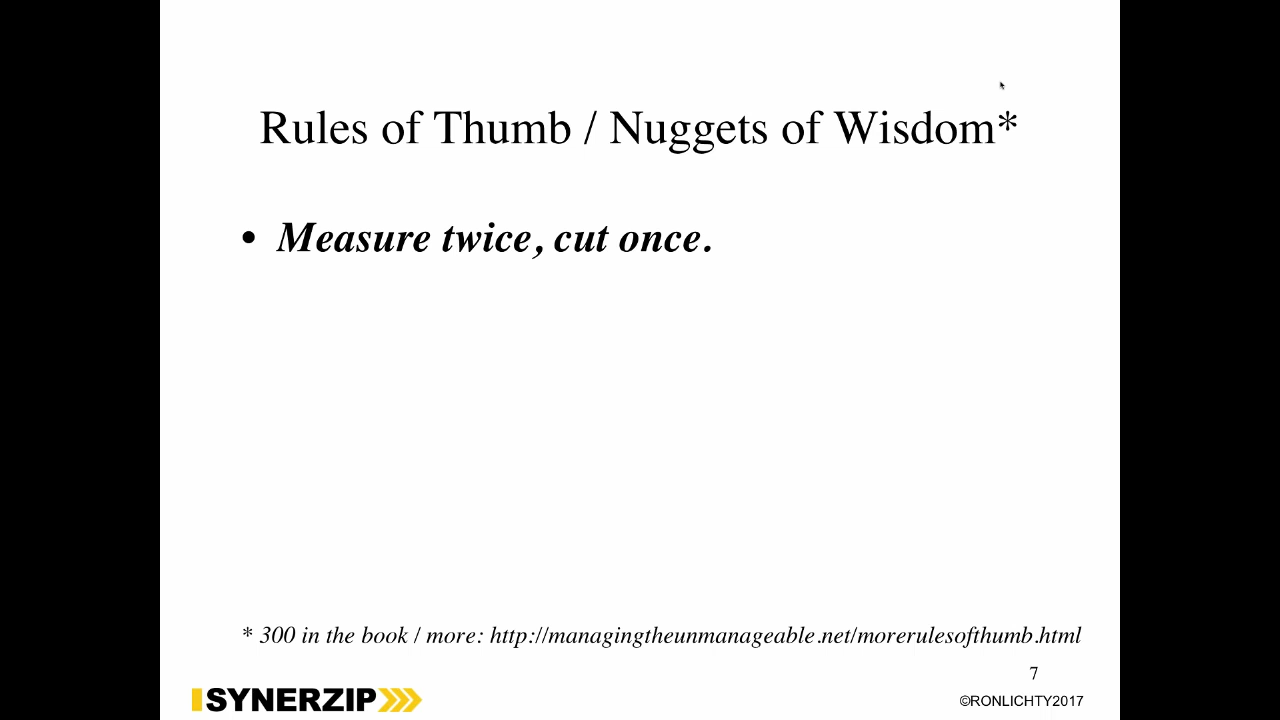 Rules of Thumb / Nuggets of Wisdom*
• Measure twice, cut once.
* 300 in the book / more: http://managingtheunmanageable.net/morerulesofthumb.html
7
SYNERZIP
©RONLICHTY2017